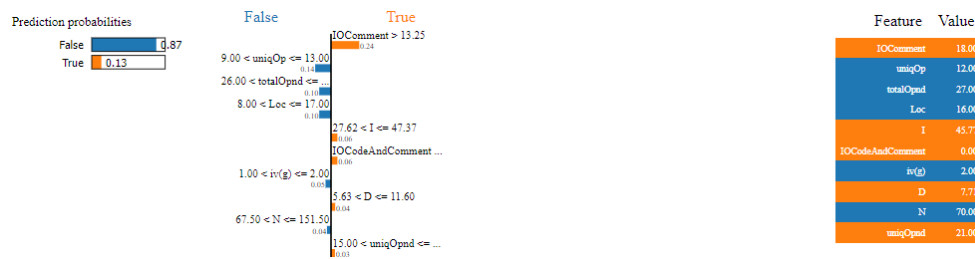 Prediction probabilities
False 0.87
True 0.13
False True
IOComment > 13.25
0.24
9.00 < uniqOp <= 13.00
0.14
26.00 < totalOpnd <= ...
0.10
8.00 < Loc <= 17.00
0.10
27.62 < I <= 47.37
0.06
IOCodeAndComment ...
0.06
1.00 < iv(g) <= 2.00
0.05
5.63 < D <= 11.60
0.04
67.50 < N <= 151.50
0.04
15.00 < uniqOpnd <= ...
0.03
Feature Value
IOComment 18.00
uniqOp 12.00
totalOpnd 27.00
Loc 16.00
I 45.77
IOCodeAndComment 0.00
iv(g) 2.00
D 7.71
N 70.00
uniqOpnd 21.00